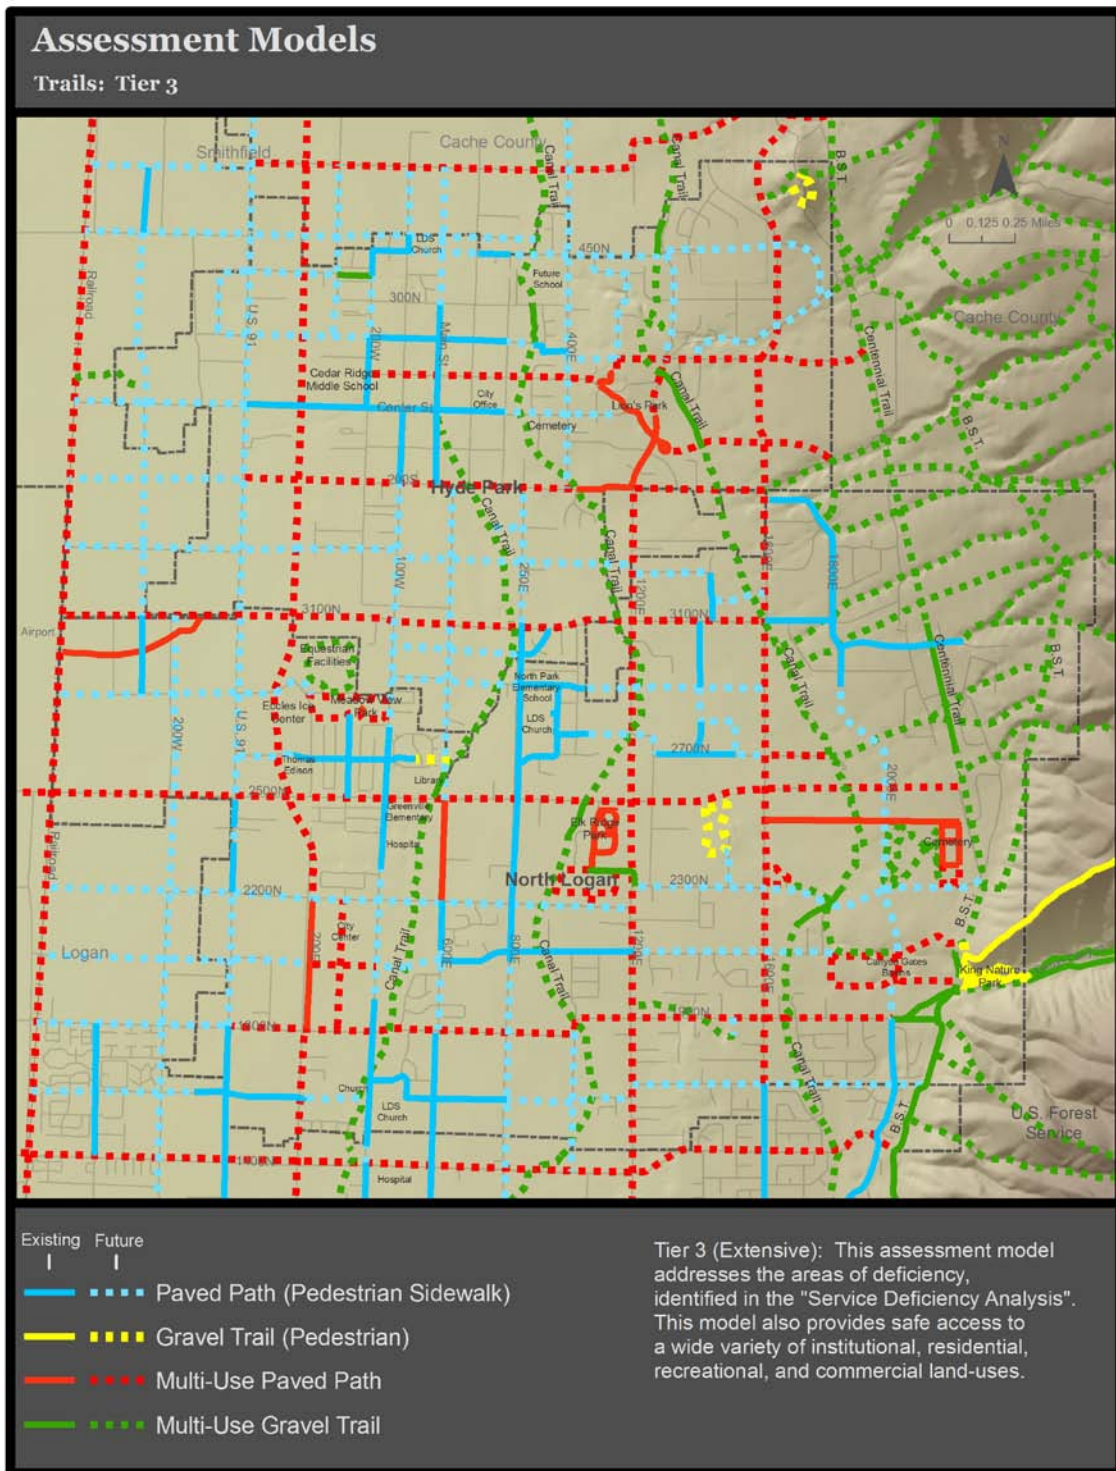 Assessment Models
Trails: Tier 3
Smithfield
Cache County
Canal Trail
Canal Trail
B.S.T.
N
0 0.125 0.25 Miles
LDS
Church
450N
Future
School
Railroad
U.S. 91
300N
200W
Main St
400E
Cache County
Centennial Trail
Cedar Ridge
Middle School
City
Office
Lion's Park
Canal Trail
Center St
Cemetery
B.S.T.
200S
Hyde Park
Canal Trail
Canal Trail
100W
250E
1200E
1600E
1800E
3100N
3100N
Airport
Equestrian
Facilities
North Park
Elementary
School
Canal Trail
Centennial Trail
B.S.T.
Eccles Ice
Center
Meadow View
Park
LDS
Church
200W
U.S. 91
Thomas
Edison
2700N
Library
2000E
2500N
Greenville
Elementary
Elk Ridge
Park
Railroad
Hospital
Cemetery
2200N
North Logan
2300N
B.S.T.
Logan
City
Center
200E
Canal Trail
600E
800E
Canal Trail
1200E
1600E
Canyon Gates
King Nature
Park
1800N
1900N
Canal Trail
Church
LDS
Church
B.S.T.
U.S. Forest
Service
1400N
Hospital
Existing Future
Paved Path (Pedestrian Sidewalk)
Gravel Trail (Pedestrian)
Multi-Use Paved Path
Multi-Use Gravel Trail
Tier 3 (Extensive): This assessment model
addresses the areas of deficiency,
identified in the "Service Deficiency Analysis".
This model also provides safe access to
a wide variety of institutional, residential,
recreational, and commercial land-uses.